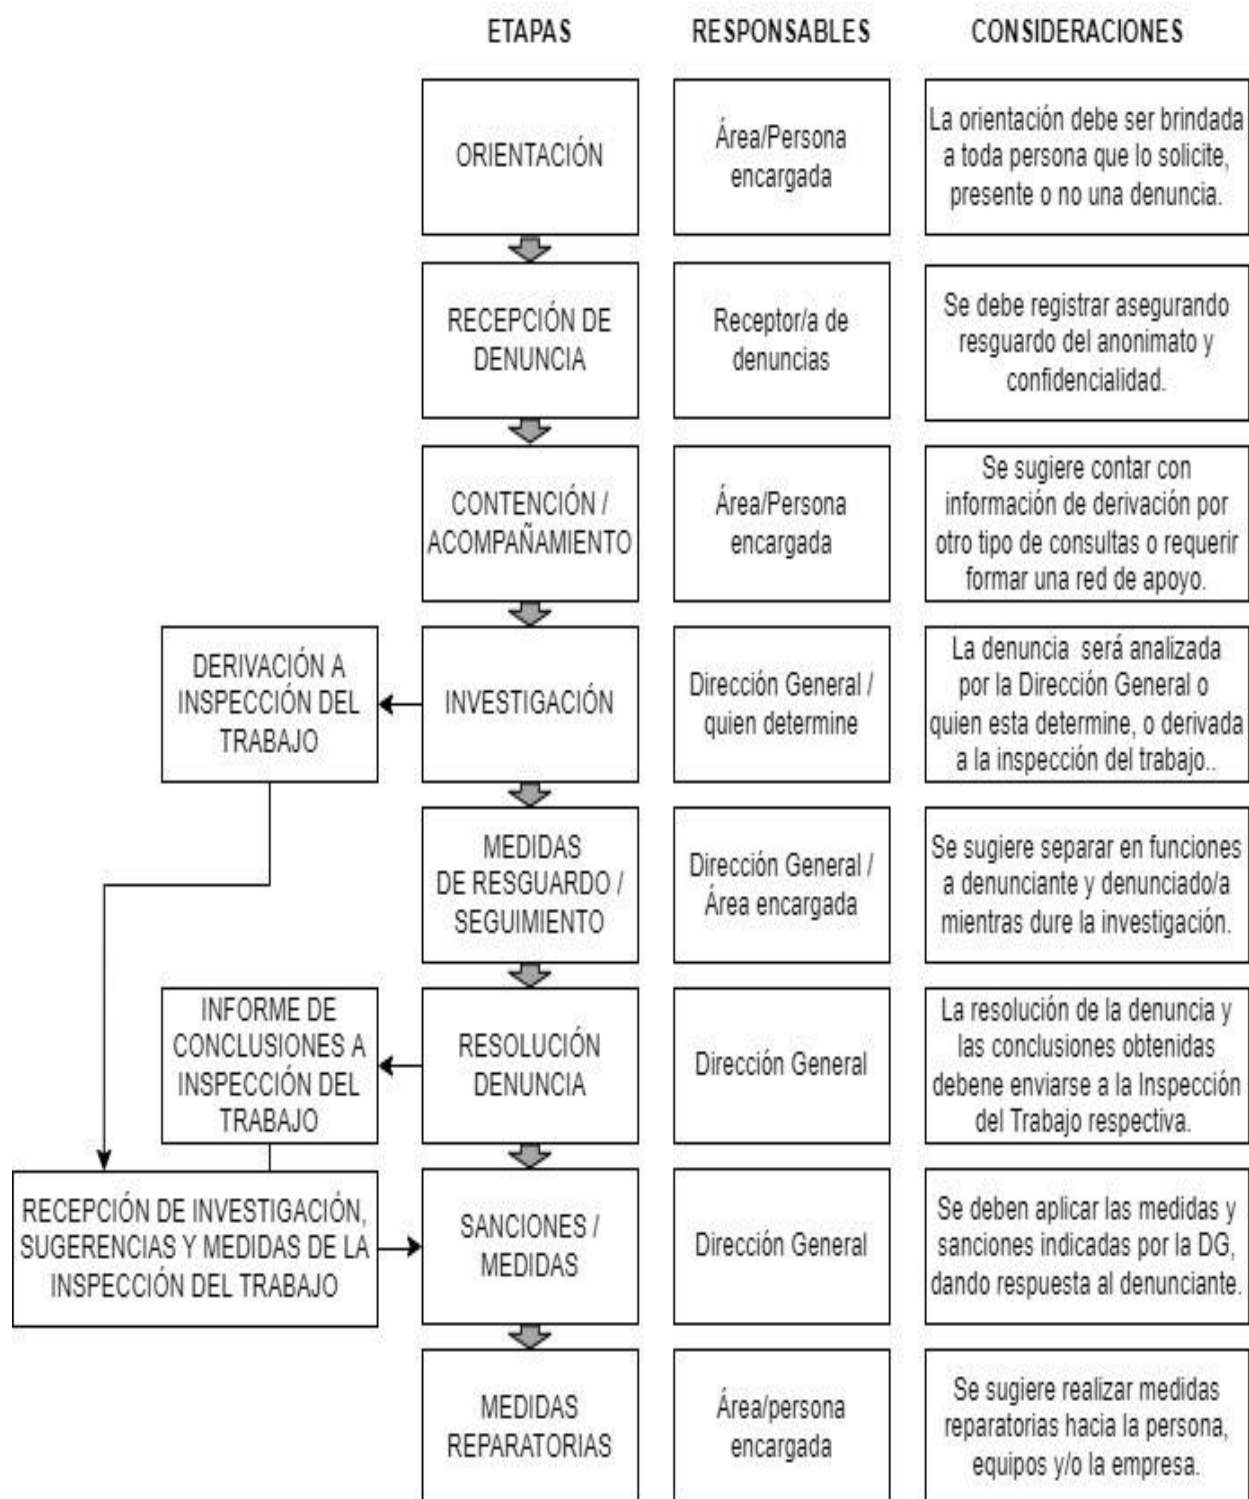 ETAPAS
RESPONSABLES
CONSIDERACIONES
ORIENTACIÓN
Área/Persona
encargada
La orientación debe ser brindada
a toda persona que lo solicite,
presente o no una denuncia.
RECEPCIÓN DE
DENUNCIA
Receptor/a de
denuncias
Se debe registrar asegurando
resguardo del anonimato y
confidencialidad.
CONTENCIÓN /
ACOMPAÑAMIENTO
Área/Persona
encargada
Se sugiere contar con
información de derivación por
otro tipo de consultas o requerir
formar una red de apoyo.
DERIVACIÓN A
INSPECCIÓN DEL
TRABAJO
INVESTIGACIÓN
Dirección General /
quien determine
La denuncia será analizada
por la Dirección General o
quien esta determine, o derivada
a la inspección del trabajo..
MEDIDAS
DE RESGUARDO /
SEGUIMIENTO
Dirección General /
Área encargada
Se sugiere separar en funciones
a denunciante y denunciado/a
mientras dure la investigación.
INFORME DE
CONCLUSIONES A
INSPECCIÓN DEL
TRABAJO
RESOLUCIÓN
DENUNCIA
Dirección General
La resolución de la denuncia y
las conclusiones obtenidas
debene enviarse a la Inspección
del Trabajo respectiva.
RECEPCIÓN DE INVESTIGACIÓN,
SUGERENCIAS Y MEDIDAS DE LA
INSPECCIÓN DEL TRABAJO
SANCIONES /
MEDIDAS
Dirección General
Se deben aplicar las medidas y
sanciones indicadas por la DG,
dando respuesta al denunciante.
MEDIDAS
REPARATORIAS
Área/persona
encargada
Se sugiere realizar medidas
reparatorias hacia la persona,
equipos y/o la empresa.